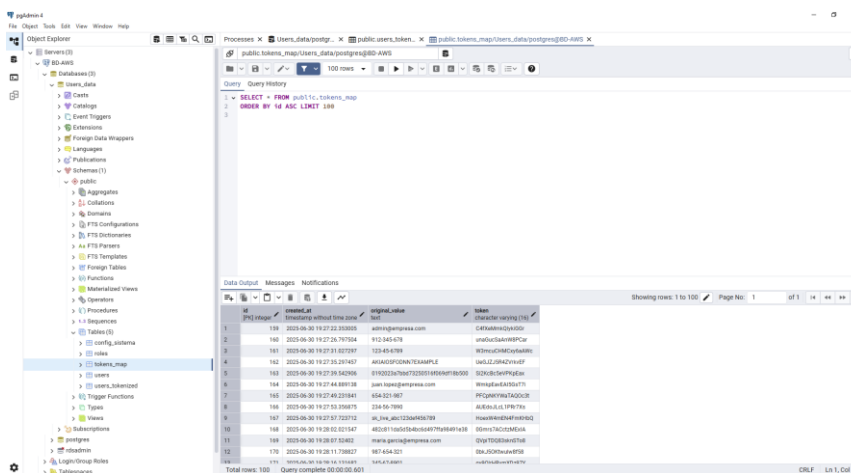 pgAdmin 4
File Object Tools Edit View Window Help
Object Explorer
Processes Users_data/postgr... public.users_token... public.tokens_map/Users_data/postgres@BD-AWS
Servers (3)
BD-AWS
Databases (3)
Users_data
Casts
Catalogs
Event Triggers
Extensions
Foreign Data Wrappers
Languages
Publications
Schemas (1)
public
Aggregates
Collations
Domains
FTS Configurations
FTS Dictionaries
FTS Parsers
FTS Templates
Foreign Tables
Functions
Materialized Views
Operators
Procedures
Sequences
Tables (5)
config_sistema
roles
tokens_map
users
users_tokenized
Trigger Functions
Types
Views
Subscriptions
postgres
rdsadmin
Login/Group Roles
Tablespaces
public.tokens_map/Users_data/postgres@BD-AWS
100 rows
Query Query History
1 SELECT * FROM public.tokens_map
2 ORDER BY id ASC LIMIT 100
3
Data Output Messages Notifications
Showing rows: 1 to 100 Page No: 1 of 1
id created_at original_value token
[PK] integer timestamp without time zone text character varying (16)
1 159 2025-06-30 19:27:22.353005 admin@empresa.com
2 160 2025-06-30 19:27:26.797504 912-345-678
3 161 2025-06-30 19:27:31.027297 123-45-6789
4 162 2025-06-30 19:27:35.297457 AKIAIOSFODNN7EXAMPLE
5 163 2025-06-30 19:27:39.542906
6 164 2025-06-30 19:27:44.889138 juan.lopez@empresa.com
7 165 2025-06-30 19:27:49.231841 654-321-987
8 166 2025-06-30 19:27:53.356875 234-56-7890
9 167 2025-06-30 19:27:57.723712 sk_live_abc123def456789
10 168 2025-06-30 19:28:02.021347
11 169 2025-06-30 19:28:07.52402 maria.garcia@empresa.com
12 170 2025-06-30 19:28:11.738827 987-654-321
Total rows: 100 Query complete 00:00:00.601 CRLF Ln 1, Col